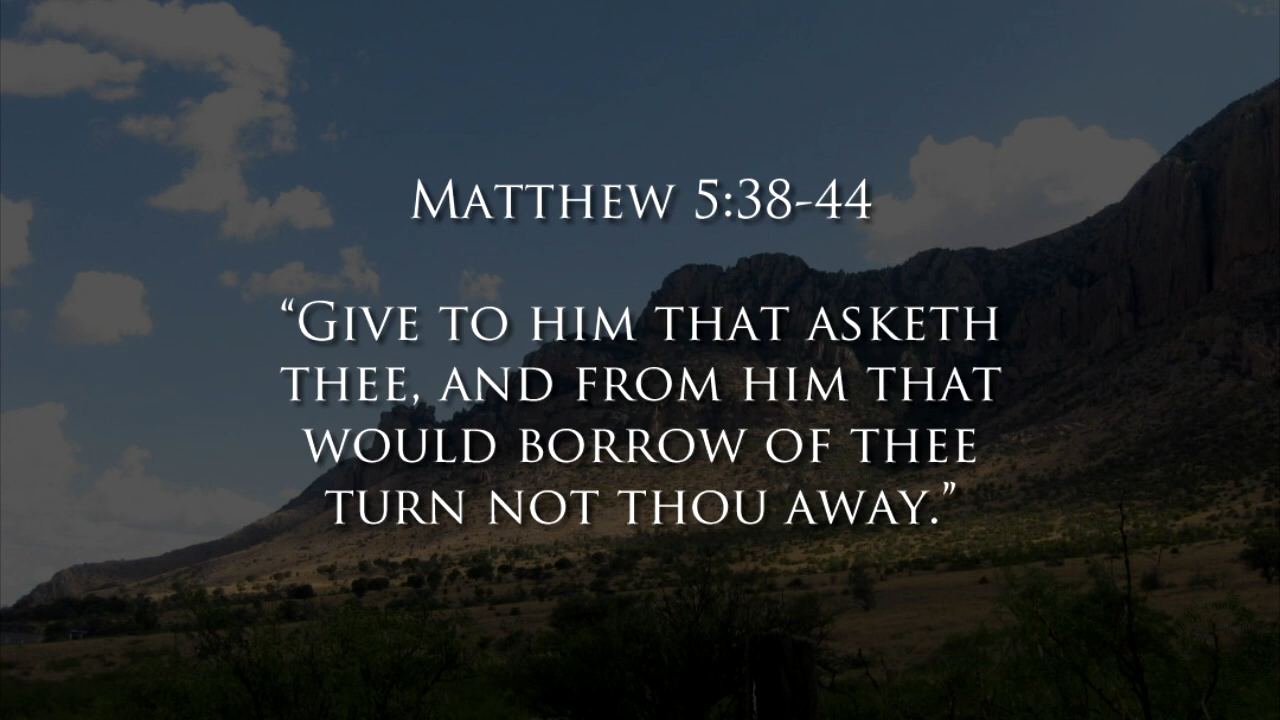 Matthew 5:38-44
“Give to him that asketh
thee, and from him that
would borrow of thee
turn not thou away.”